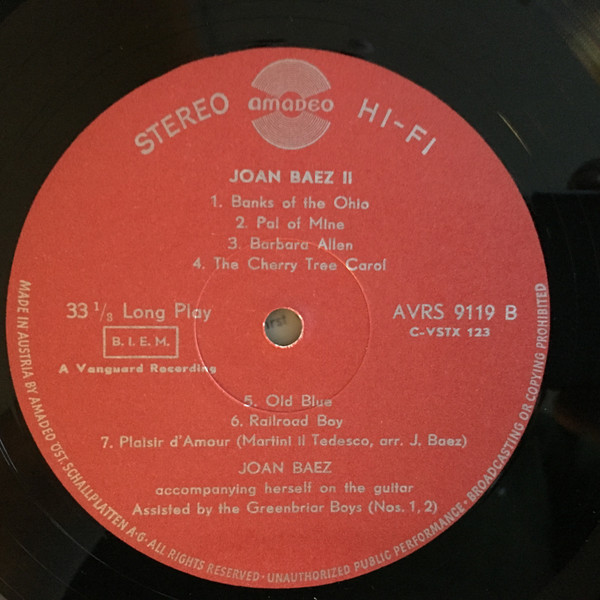 STEREO amadeo HI-FI
JOAN BAEZ II
1. Banks of the Ohio
2. Pal of Mine
3. Barbara Allen
4. The Cherry Tree Carol
33 1/3 Long Play
AVRS 9119 B
B.I.E.M.
C-VSTX 123
A Vanguard Recording
5. Old Blue
6. Railroad Boy
7. Plaisir d'Amour (Martini il Tedesco, arr. J. Baez)
JOAN BAEZ
accompanying herself on the guitar
Assisted by the Greenbriar Boys (Nos. 1, 2)
MADE IN AUSTRIA BY AMADEO ÖST. SCHALLPLATTEN A·G· ALL RIGHTS RESERVED · UNAUTHORIZED PUBLIC PERFORMANCE · BROADCASTING OR COPYING PROHIBITED